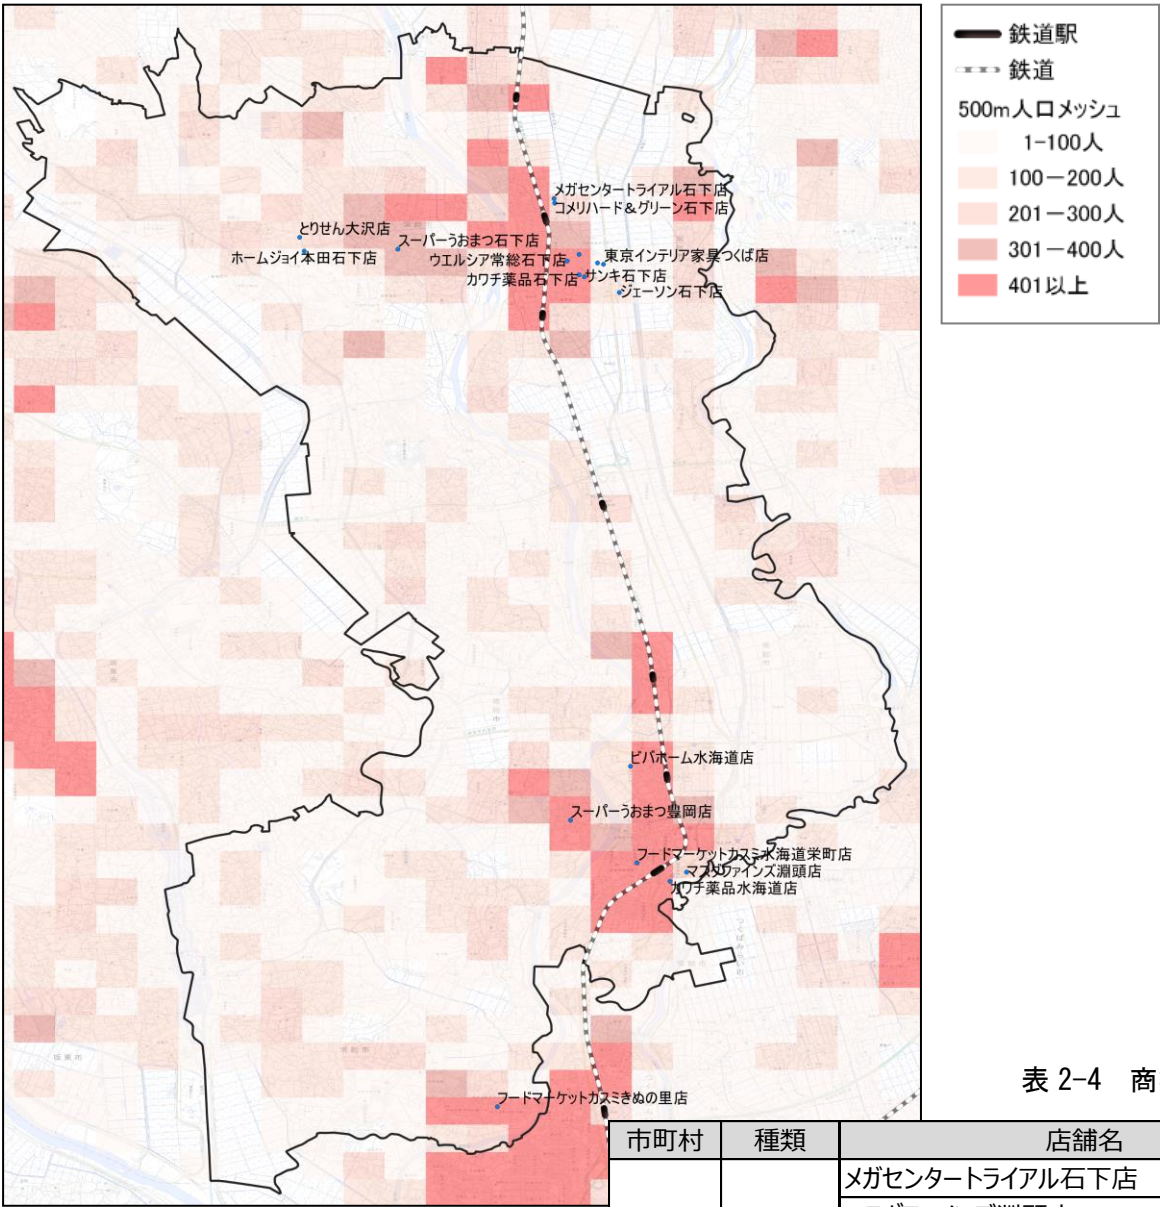 鉄道駅
鉄道
500m人口メッシュ
1-100人
100－200人
201－300人
301－400人
401以上
メガセンタートライアル石下店
コメリハード&グリーン石下店
とりせん大沢店
スーパーうおまつ石下店
ホームジョイ本田石下店
ウエルシア常総石下店
東京インテリア家具つくば店
カワチ薬品石下店
サンキ石下店
ジェーソン石下店
ビバホーム水海道店
スーパーうおまつ豊岡店
フードマーケットカスミ水海道栄町店
マスダファインズ淵頭店
カワチ薬品水海道店
フードマーケットカスミきぬの里店
表 2-4 商
市町村 種類 店舗名
メガセンタートライアル石下店